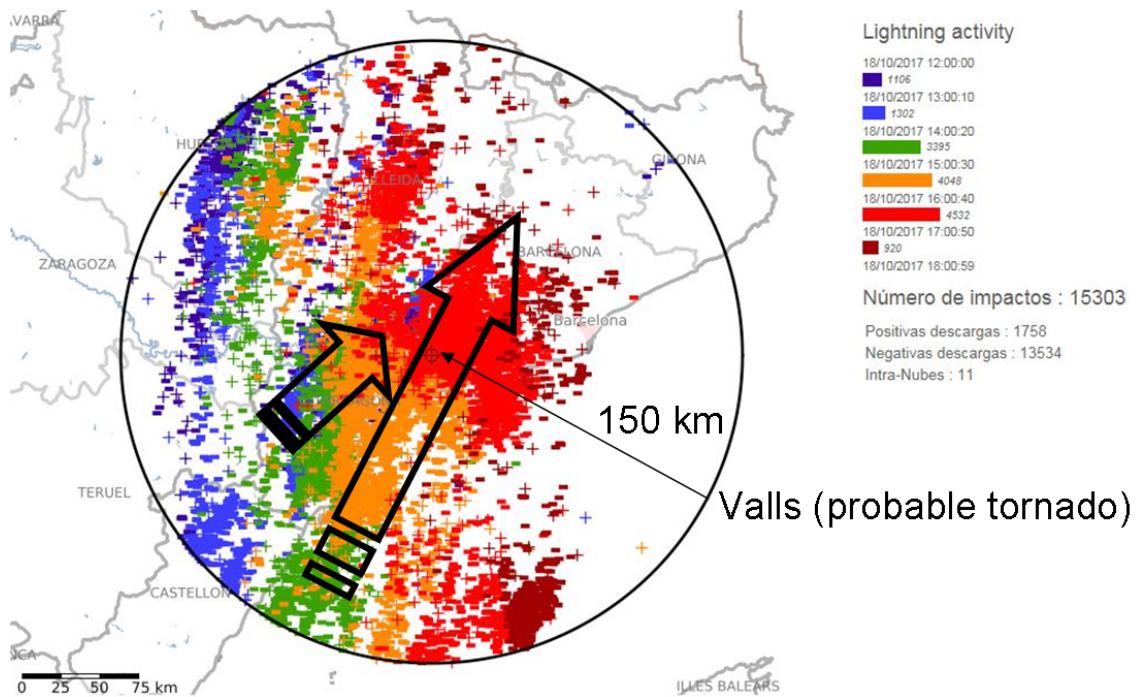 AVARRA
Lightning activity
18/10/2017 12:00:00
1106
18/10/2017 13:00:10
1302
18/10/2017 14:00:20
3395
18/10/2017 15:00:30
4048
18/10/2017 16:00:40
4532
18/10/2017 17:00:50
920
18/10/2017 18:00:59
Número de impactos : 15303
Positivas descargas : 1758
Negativas descargas : 13534
Intra-Nubes : 11
GIRONA
LLEIDA
BARCELONA
ZARAGOZA
Barcelona
150 km
TERUEL
Valls (probable tornado)
CASTELLON
NCA
0 25 50 75 km
ILLES BALEARS